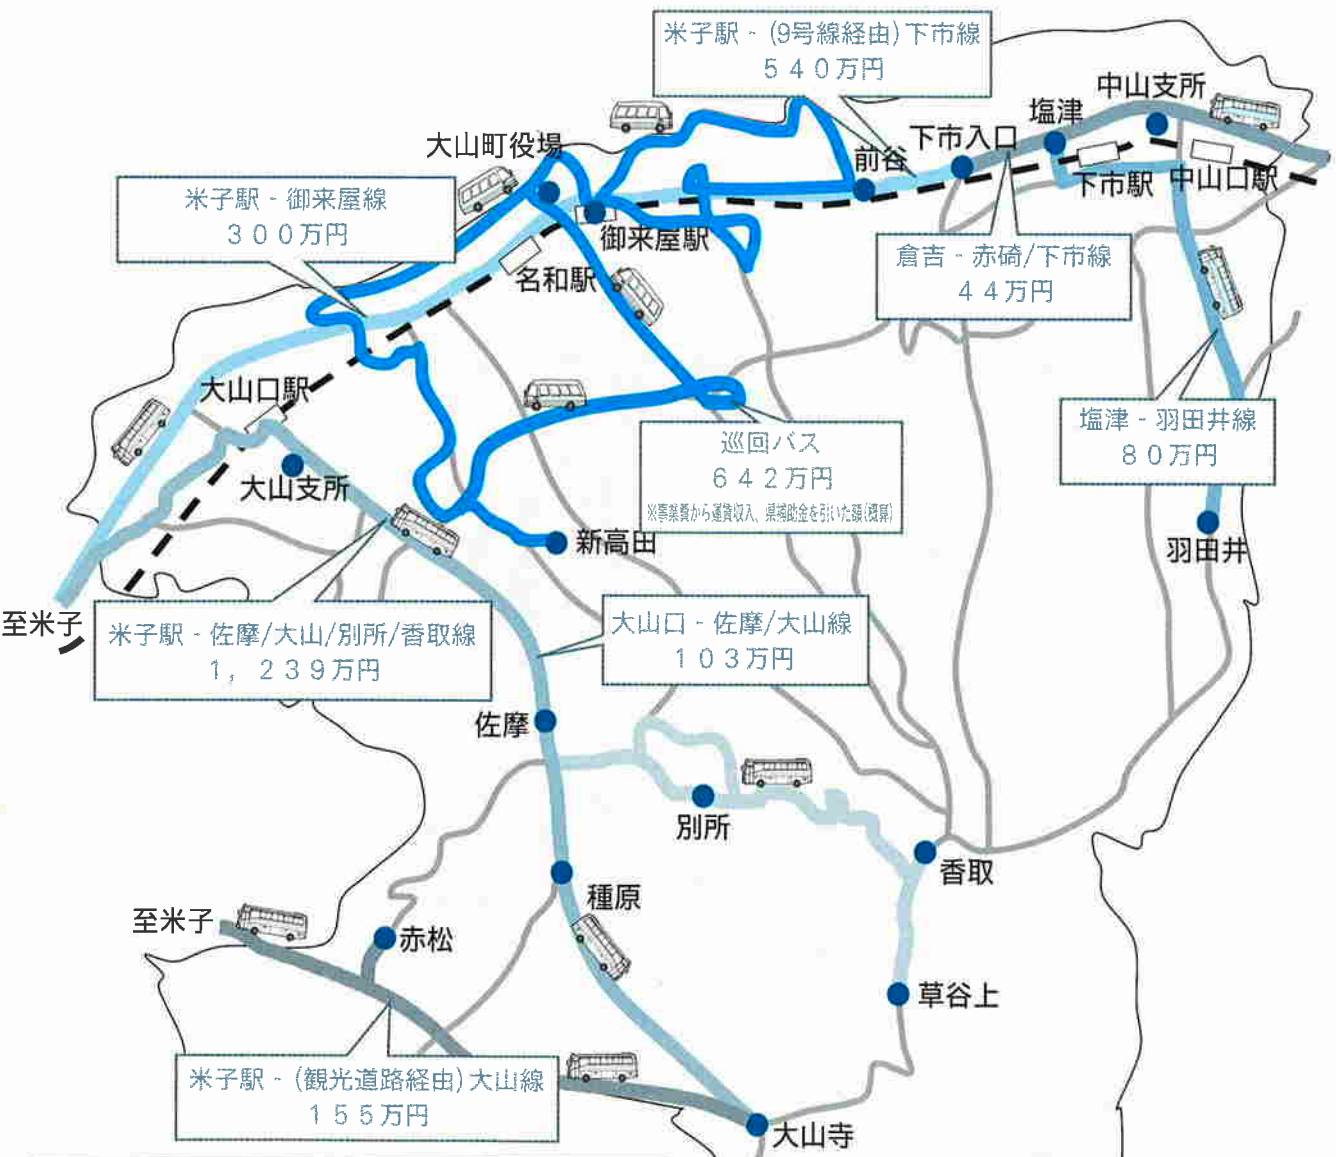 米子駅 - (9号線経由)下市線
540万円
中山支所
塩津
下市入口
大山町役場
前谷
下市駅
中山口駅
米子駅 - 御来屋線
300万円
御来屋駅
倉吉 - 赤碕/下市線
44万円
名和駅
大山口駅
塩津 - 羽田井線
80万円
巡回バス
642万円
※事業費から運賃収入、県補助金を引いた額(概算)
大山支所
新高田
羽田井
至米子
米子駅 - 佐摩/大山/別所/香取線
1,239万円
大山口 - 佐摩/大山線
103万円
佐摩
別所
香取
種原
至米子
赤松
草谷上
米子駅 - (観光道路経由)大山線
155万円
大山寺